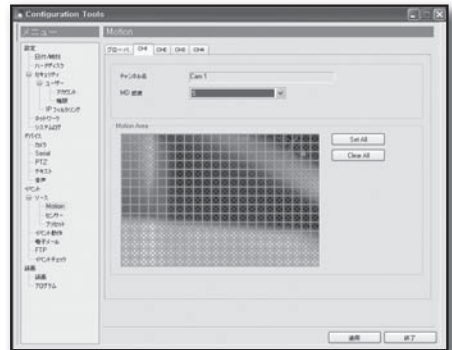 Configuration Tools
メニュー
Motion
設定
日付/時刻
ハードディスク
セキュリティ
ユーザー
アカウント
権限
IP フィルタリング
ネットワーク
システムログ
デバイス
カメラ
Serial
PTZ
テキスト
音声
イベント
ソース
Motion
センサー
アラセット
イベント動作
電子メール
FTP
イベントチェック
録画
録画
プログラム
グローバル CH1 CH2 CH3 CH4
チャンネル名 Cam 1
MD 感度
Motion Area
Set All
Clear All
適用 終了